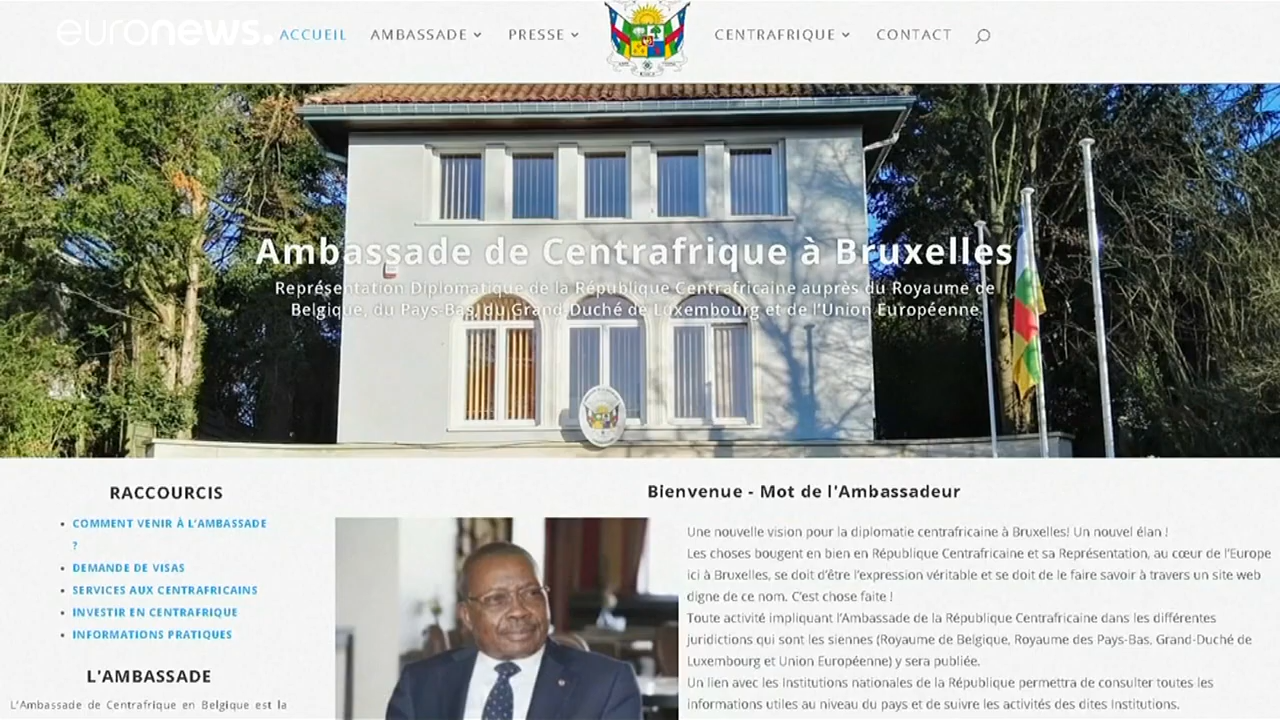 euronews.
ACCUEIL AMBASSADE PRESSE CENTRAFRIQUE CONTACT
Ambassade de Centrafrique à Bruxelles
Représentation Diplomatique de la République Centrafricaine auprès du Royaume de
Belgique, du Pays-Bas, du Grand-Duché de Luxembourg et de l'Union Européenne
RACCOURCIS
COMMENT VENIR À L'AMBASSADE
?
DEMANDE DE VISAS
SERVICES AUX CENTRAFRICAINS
INVESTIR EN CENTRAFRIQUE
INFORMATIONS PRATIQUES
L'AMBASSADE
L'Ambassade de Centrafrique en Belgique est la
Bienvenue - Mot de l'Ambassadeur
Une nouvelle vision pour la diplomatie centrafricaine à Bruxelles! Un nouvel élan !
Les choses bougent en bien en République Centrafricaine et sa Représentation, au cœur de l'Europe
ici à Bruxelles, se doit d'être l'expression véritable et se doit de le faire savoir à travers un site web
digne de ce nom. C'est chose faite !
Toute activité impliquant l'Ambassade de la République Centrafricaine dans les différentes
juridictions qui sont les siennes (Royaume de Belgique, Royaume des Pays-Bas, Grand-Duché de
Luxembourg et Union Européenne) y sera publiée.
Un lien avec les Institutions nationales de la République permettra de consulter toutes les
informations utiles au niveau du pays et de suivre les activités des dites Institutions.